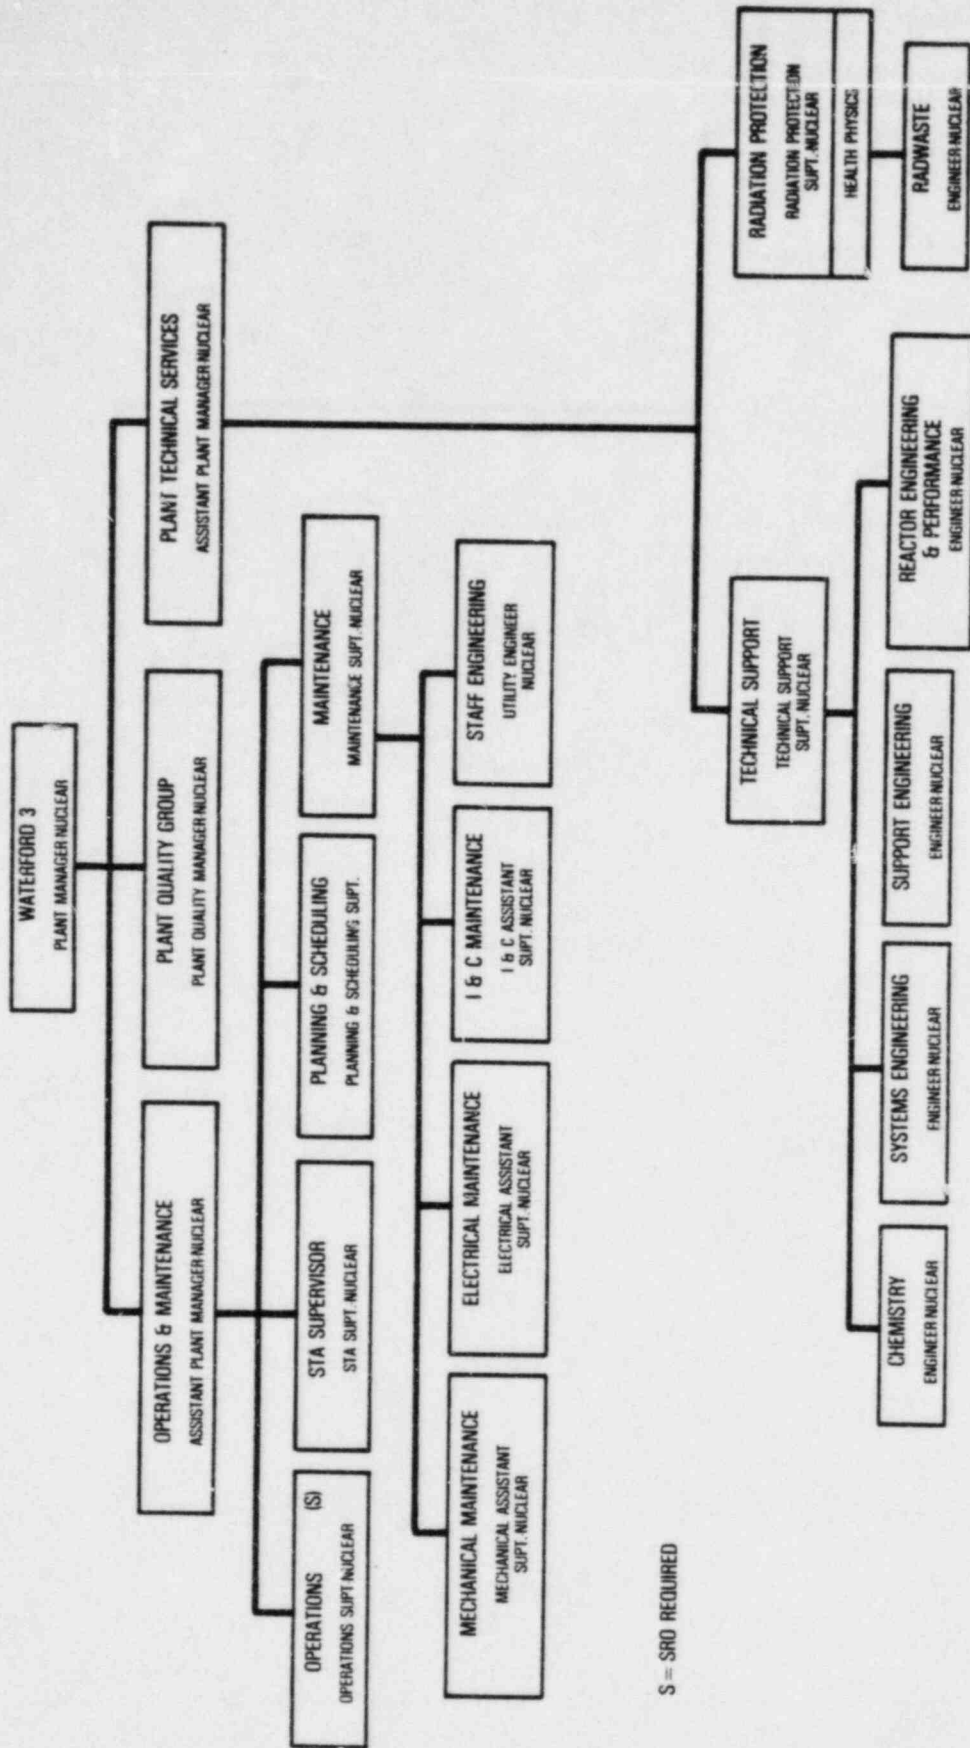 WATERFORD 3
PLANT MANAGER-NUCLEAR
OPERATIONS & MAINTENANCE
ASSISTANT PLANT MANAGER-NUCLEAR
PLANT QUALITY GROUP
PLANT QUALITY MANAGER-NUCLEAR
PLANT TECHNICAL SERVICES
ASSISTANT PLANT MANAGER-NUCLEAR
OPERATIONS (S)
OPERATIONS SUPT-NUCLEAR
STA SUPERVISOR
STA SUPT.-NUCLEAR
PLANNING & SCHEDULING
PLANNING & SCHEDULING SUPT.
MAINTENANCE
MAINTENANCE SUPT.-NUCLEAR
MECHANICAL MAINTENANCE
MECHANICAL ASSISTANT
SUPT.-NUCLEAR
ELECTRICAL MAINTENANCE
ELECTRICAL ASSISTANT
SUPT.-NUCLEAR
I & C MAINTENANCE
I & C ASSISTANT
SUPT.-NUCLEAR
STAFF ENGINEERING
UTILITY ENGINEER
NUCLEAR
S = SRO REQUIRED
TECHNICAL SUPPORT
TECHNICAL SUPPORT
SUPT.-NUCLEAR
RADIATION PROTECTION
RADIATION PROTECTION
SUPT.-NUCLEAR
HEALTH PHYSICS
CHEMISTRY
ENGINEER-NUCLEAR
SYSTEMS ENGINEERING
ENGINEER-NUCLEAR
SUPPORT ENGINEERING
ENGINEER-NUCLEAR
REACTOR ENGINEERING
& PERFORMANCE
ENGINEER-NUCLEAR
RADWASTE
ENGINEER-NUCLEAR